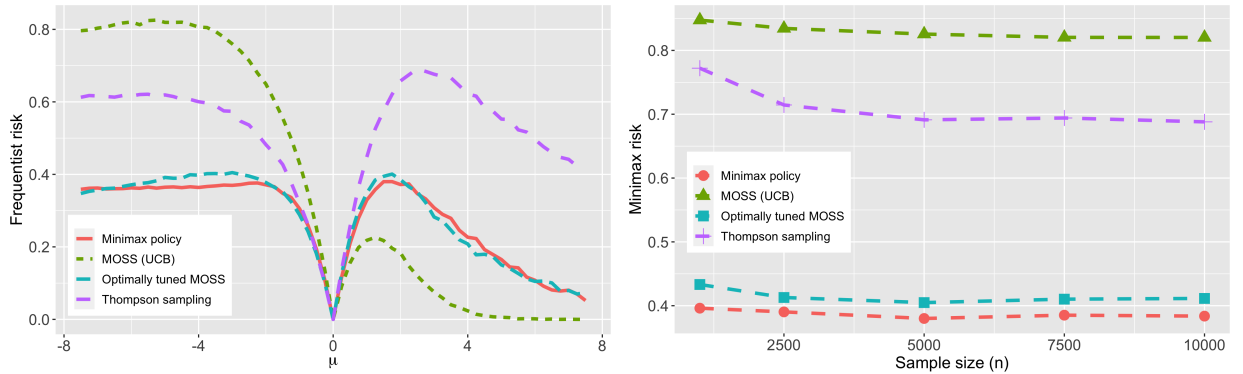 Frequentist risk
0.8
0.6
0.4
0.2
0.0
Minimax policy
MOSS (UCB)
Optimally tuned MOSS
Thompson sampling
-8
-4
0
4
8
μ
Minimax risk
0.8
0.7
0.6
0.5
0.4
Minimax policy
MOSS (UCB)
Optimally tuned MOSS
Thompson sampling
2500
5000
7500
10000
Sample size (n)